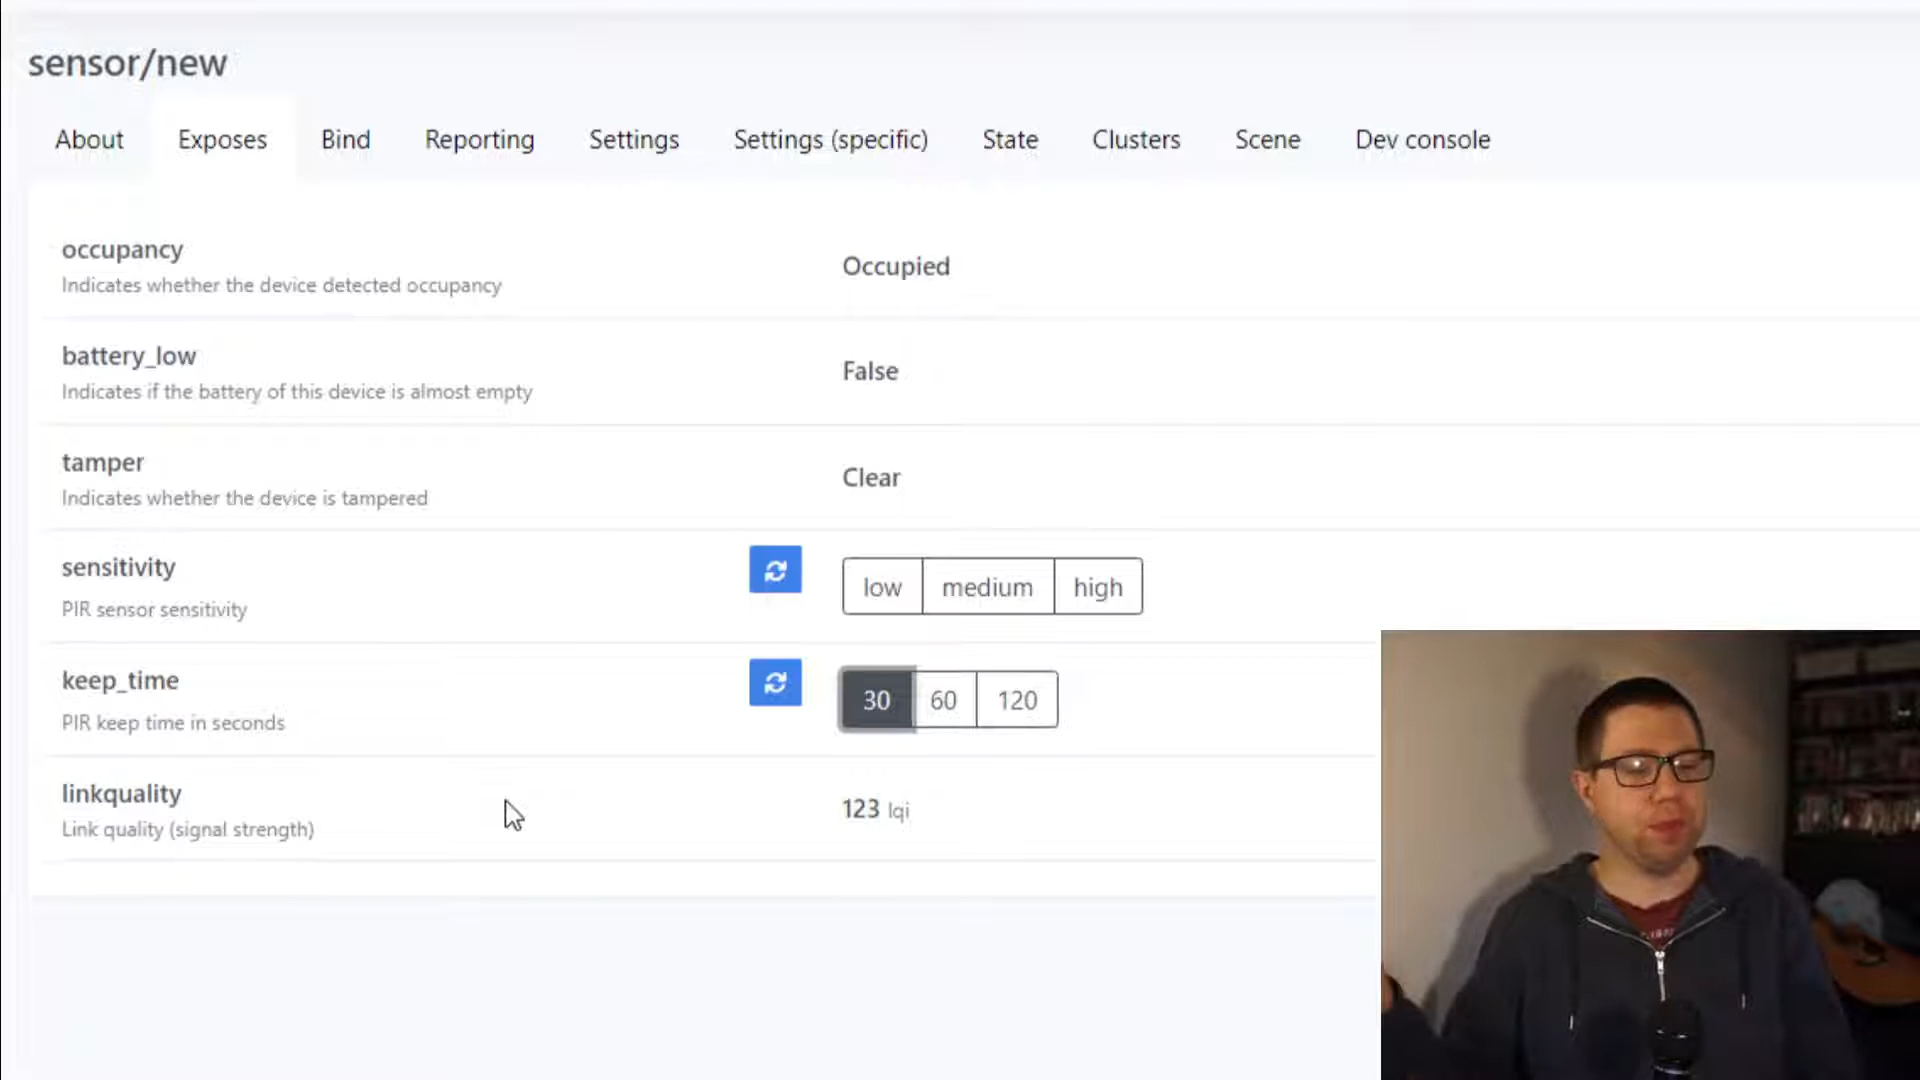 sensor/new
About Exposes Bind Reporting Settings Settings (specific) State Clusters Scene Dev console
occupancy
Indicates whether the device detected occupancy
Occupied
battery_low
Indicates if the battery of this device is almost empty
False
tamper
Indicates whether the device is tampered
Clear
sensitivity
PIR sensor sensitivity
low medium high
keep_time
PIR keep time in seconds
30 60 120
linkquality
Link quality (signal strength)
123 lqi